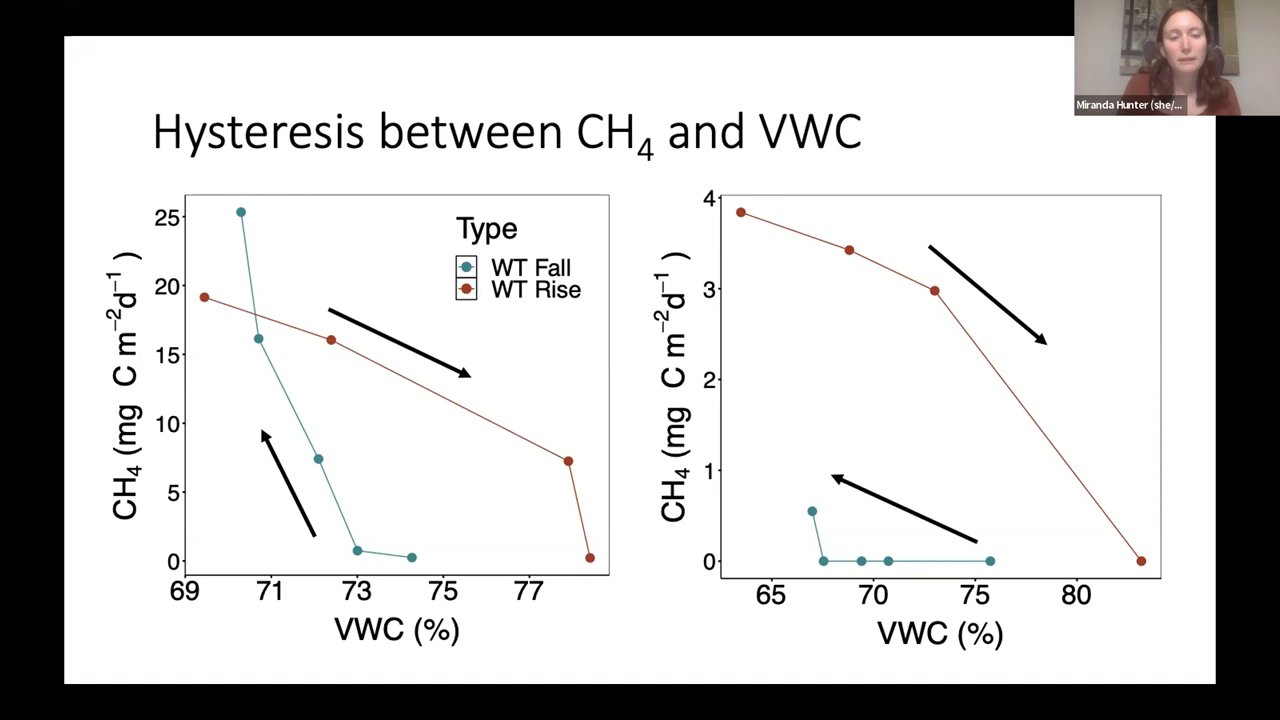 Miranda Hunter (she/...
Hysteresis between CH₄ and VWC
CH₄ (mg C m⁻²d⁻¹ )
25
20
15
10
5
0
69
71
73
75
77
VWC (%)
Type
WT Fall
WT Rise
CH₄ (mg C m⁻²d⁻¹ )
4
3
2
1
0
65
70
75
80
VWC (%)